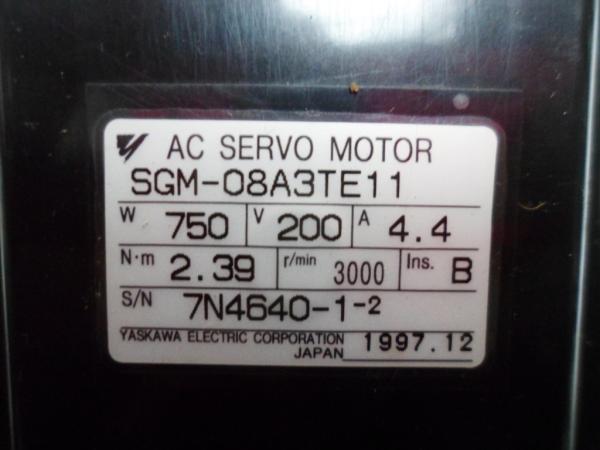 AC SERVO MOTOR
SGM-08A3TE11
W 750 V 200 A 4.4
N·m 2.39 r/min 3000 Ins. B
S/N 7N4640-1-2
YASKAWA ELECTRIC CORPORATION
JAPAN 1997.12